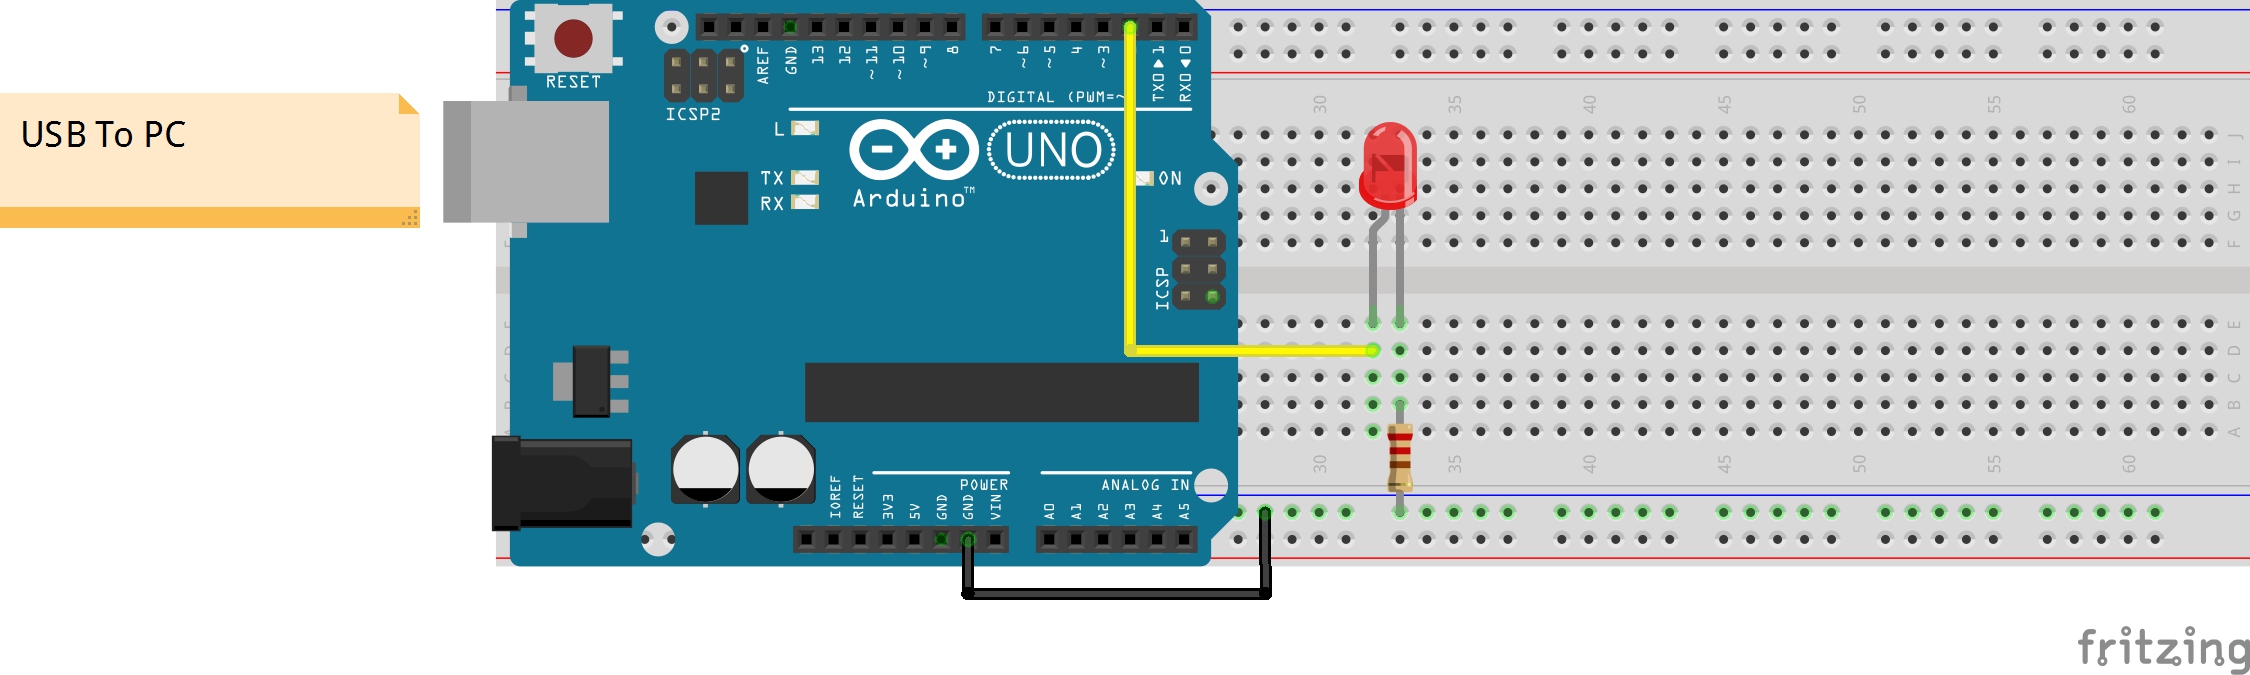 USB To PC
RESET
ICSP2
AREF
GND
13
12
~11
~10
~9
8
7
~6
~5
4
~3
TX0▶1
RX0◀0
DIGITAL (PWM=~
L
TX
RX
Arduino™
UNO
ON
1
ICSP
IOREF
RESET
3V3
5V
GND
GND
VIN
POWER
A0
A1
A2
A3
A4
A5
ANALOG IN
30
35
40
45
50
55
60
J
I
H
G
F
E
D
C
B
A
30
35
40
45
50
55
60
fritzing